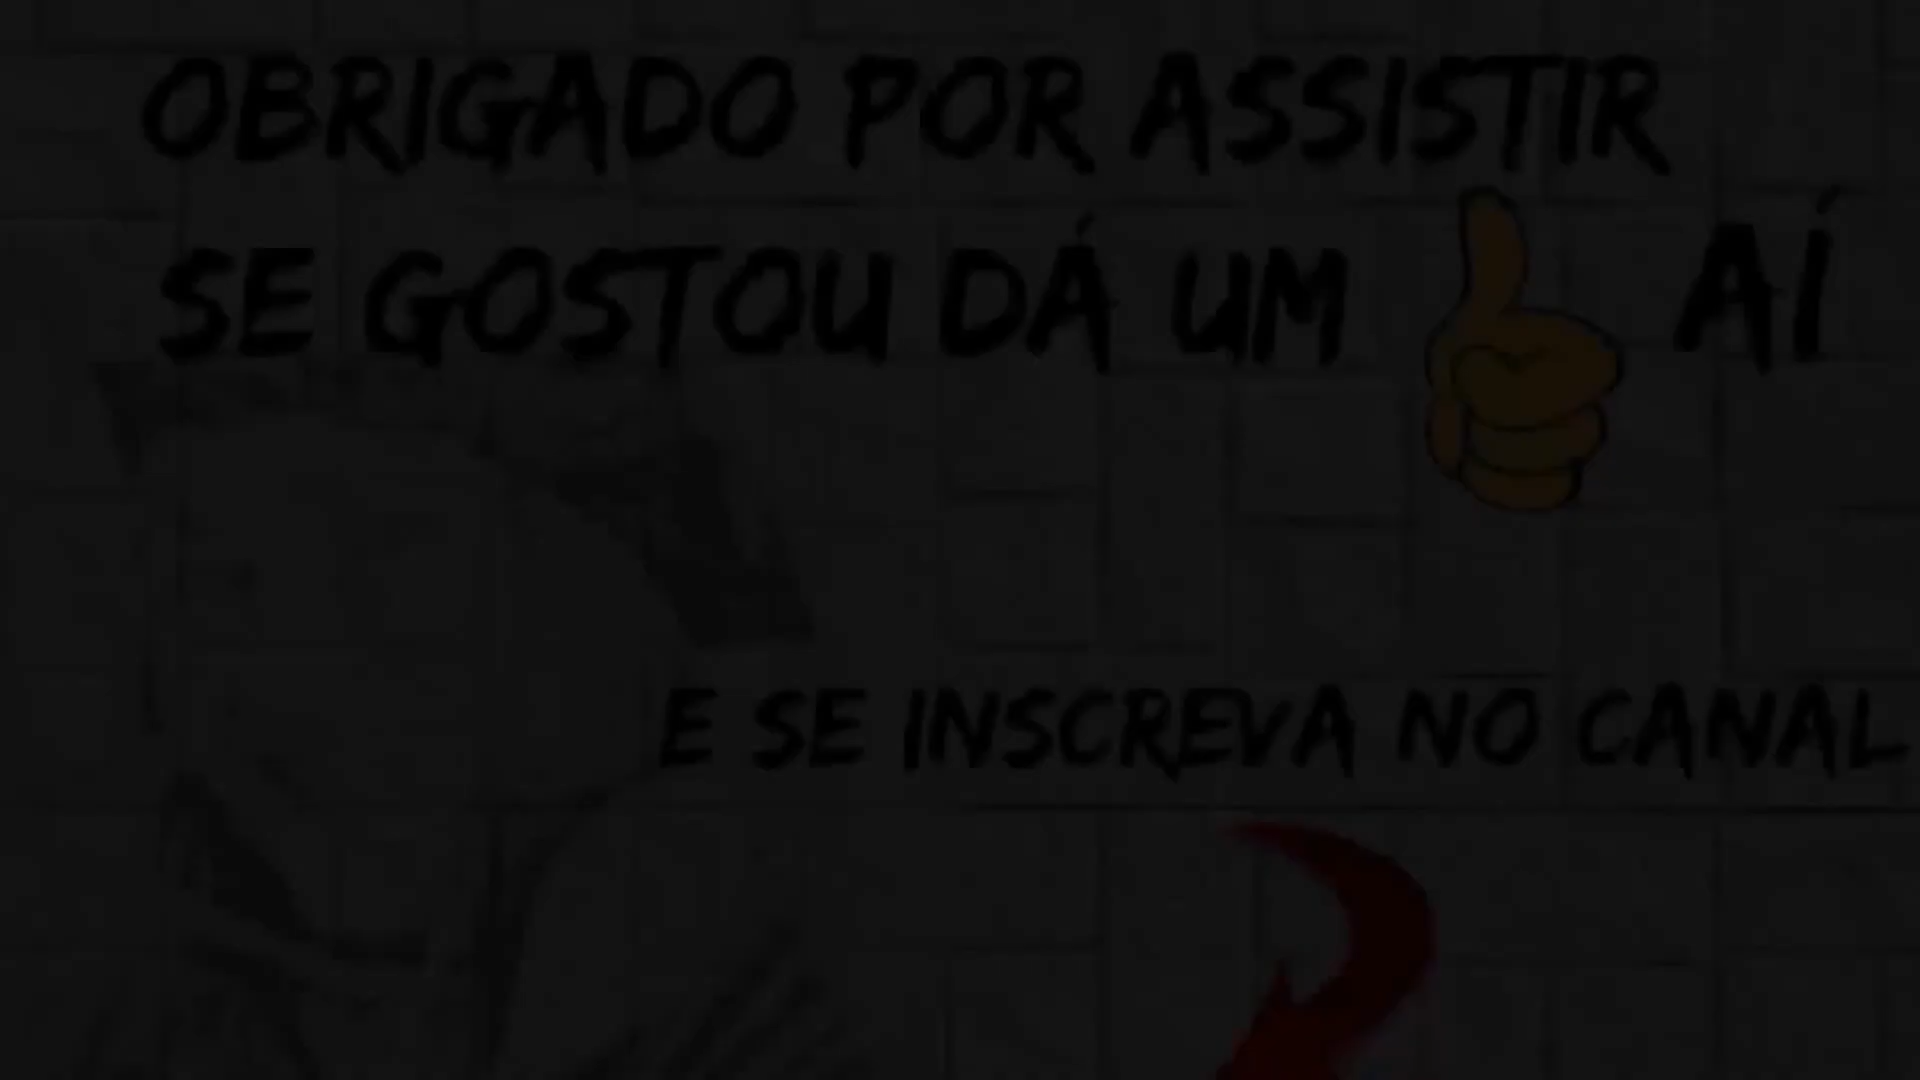 OBRIGADO POR ASSISTIR
SE GOSTOU DÁ UM AÍ
E SE INSCREVA NO CANAL